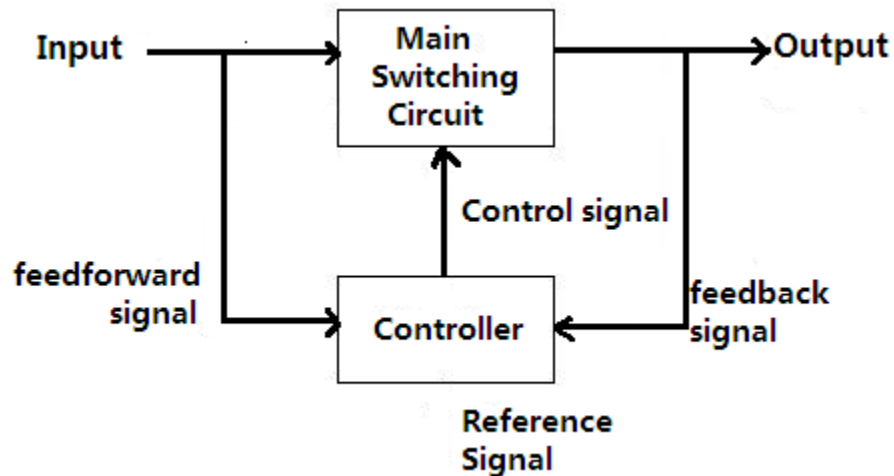 Input
Main
Switching
Circuit
Output
Control signal
feedforward
signal
Controller
feedback
signal
Reference
Signal